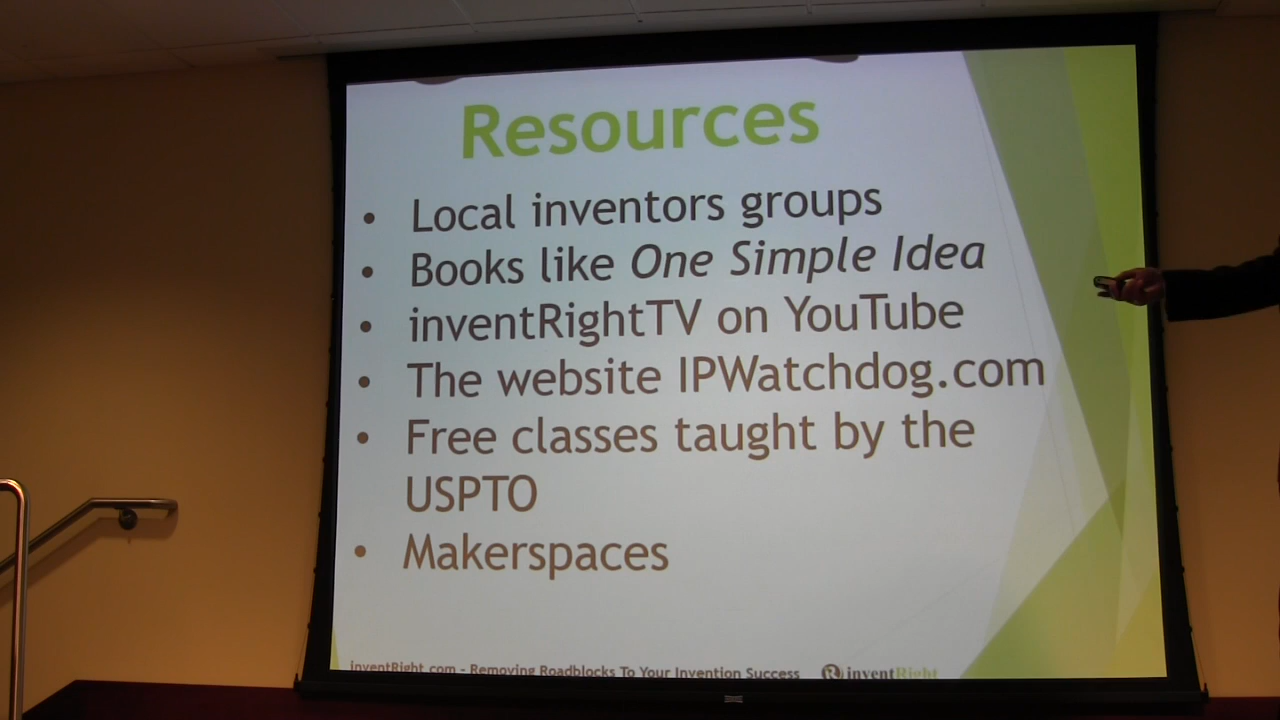 Resources
• Local inventors groups
• Books like One Simple Idea
• inventRightTV on YouTube
• The website IPWatchdog.com
• Free classes taught by the
USPTO
• Makerspaces
inventRight.com - Removing Roadblocks To Your Invention Success
R inventRight